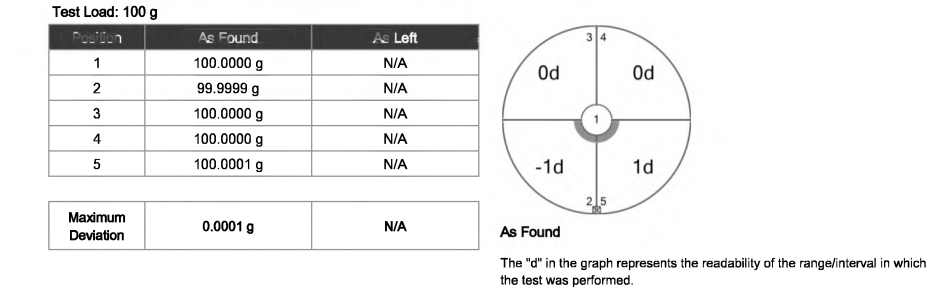 Test Load: 100 g
Position As Found As Left
1 100.0000 g N/A
2 99.9999 g N/A
3 100.0000 g N/A
4 100.0000 g N/A
5 100.0001 g N/A
Maximum Deviation 0.0001 g N/A
3 4
0d 0d
1
-1d 1d
2 5
As Found
The "d" in the graph represents the readability of the range/interval in which
the test was performed.